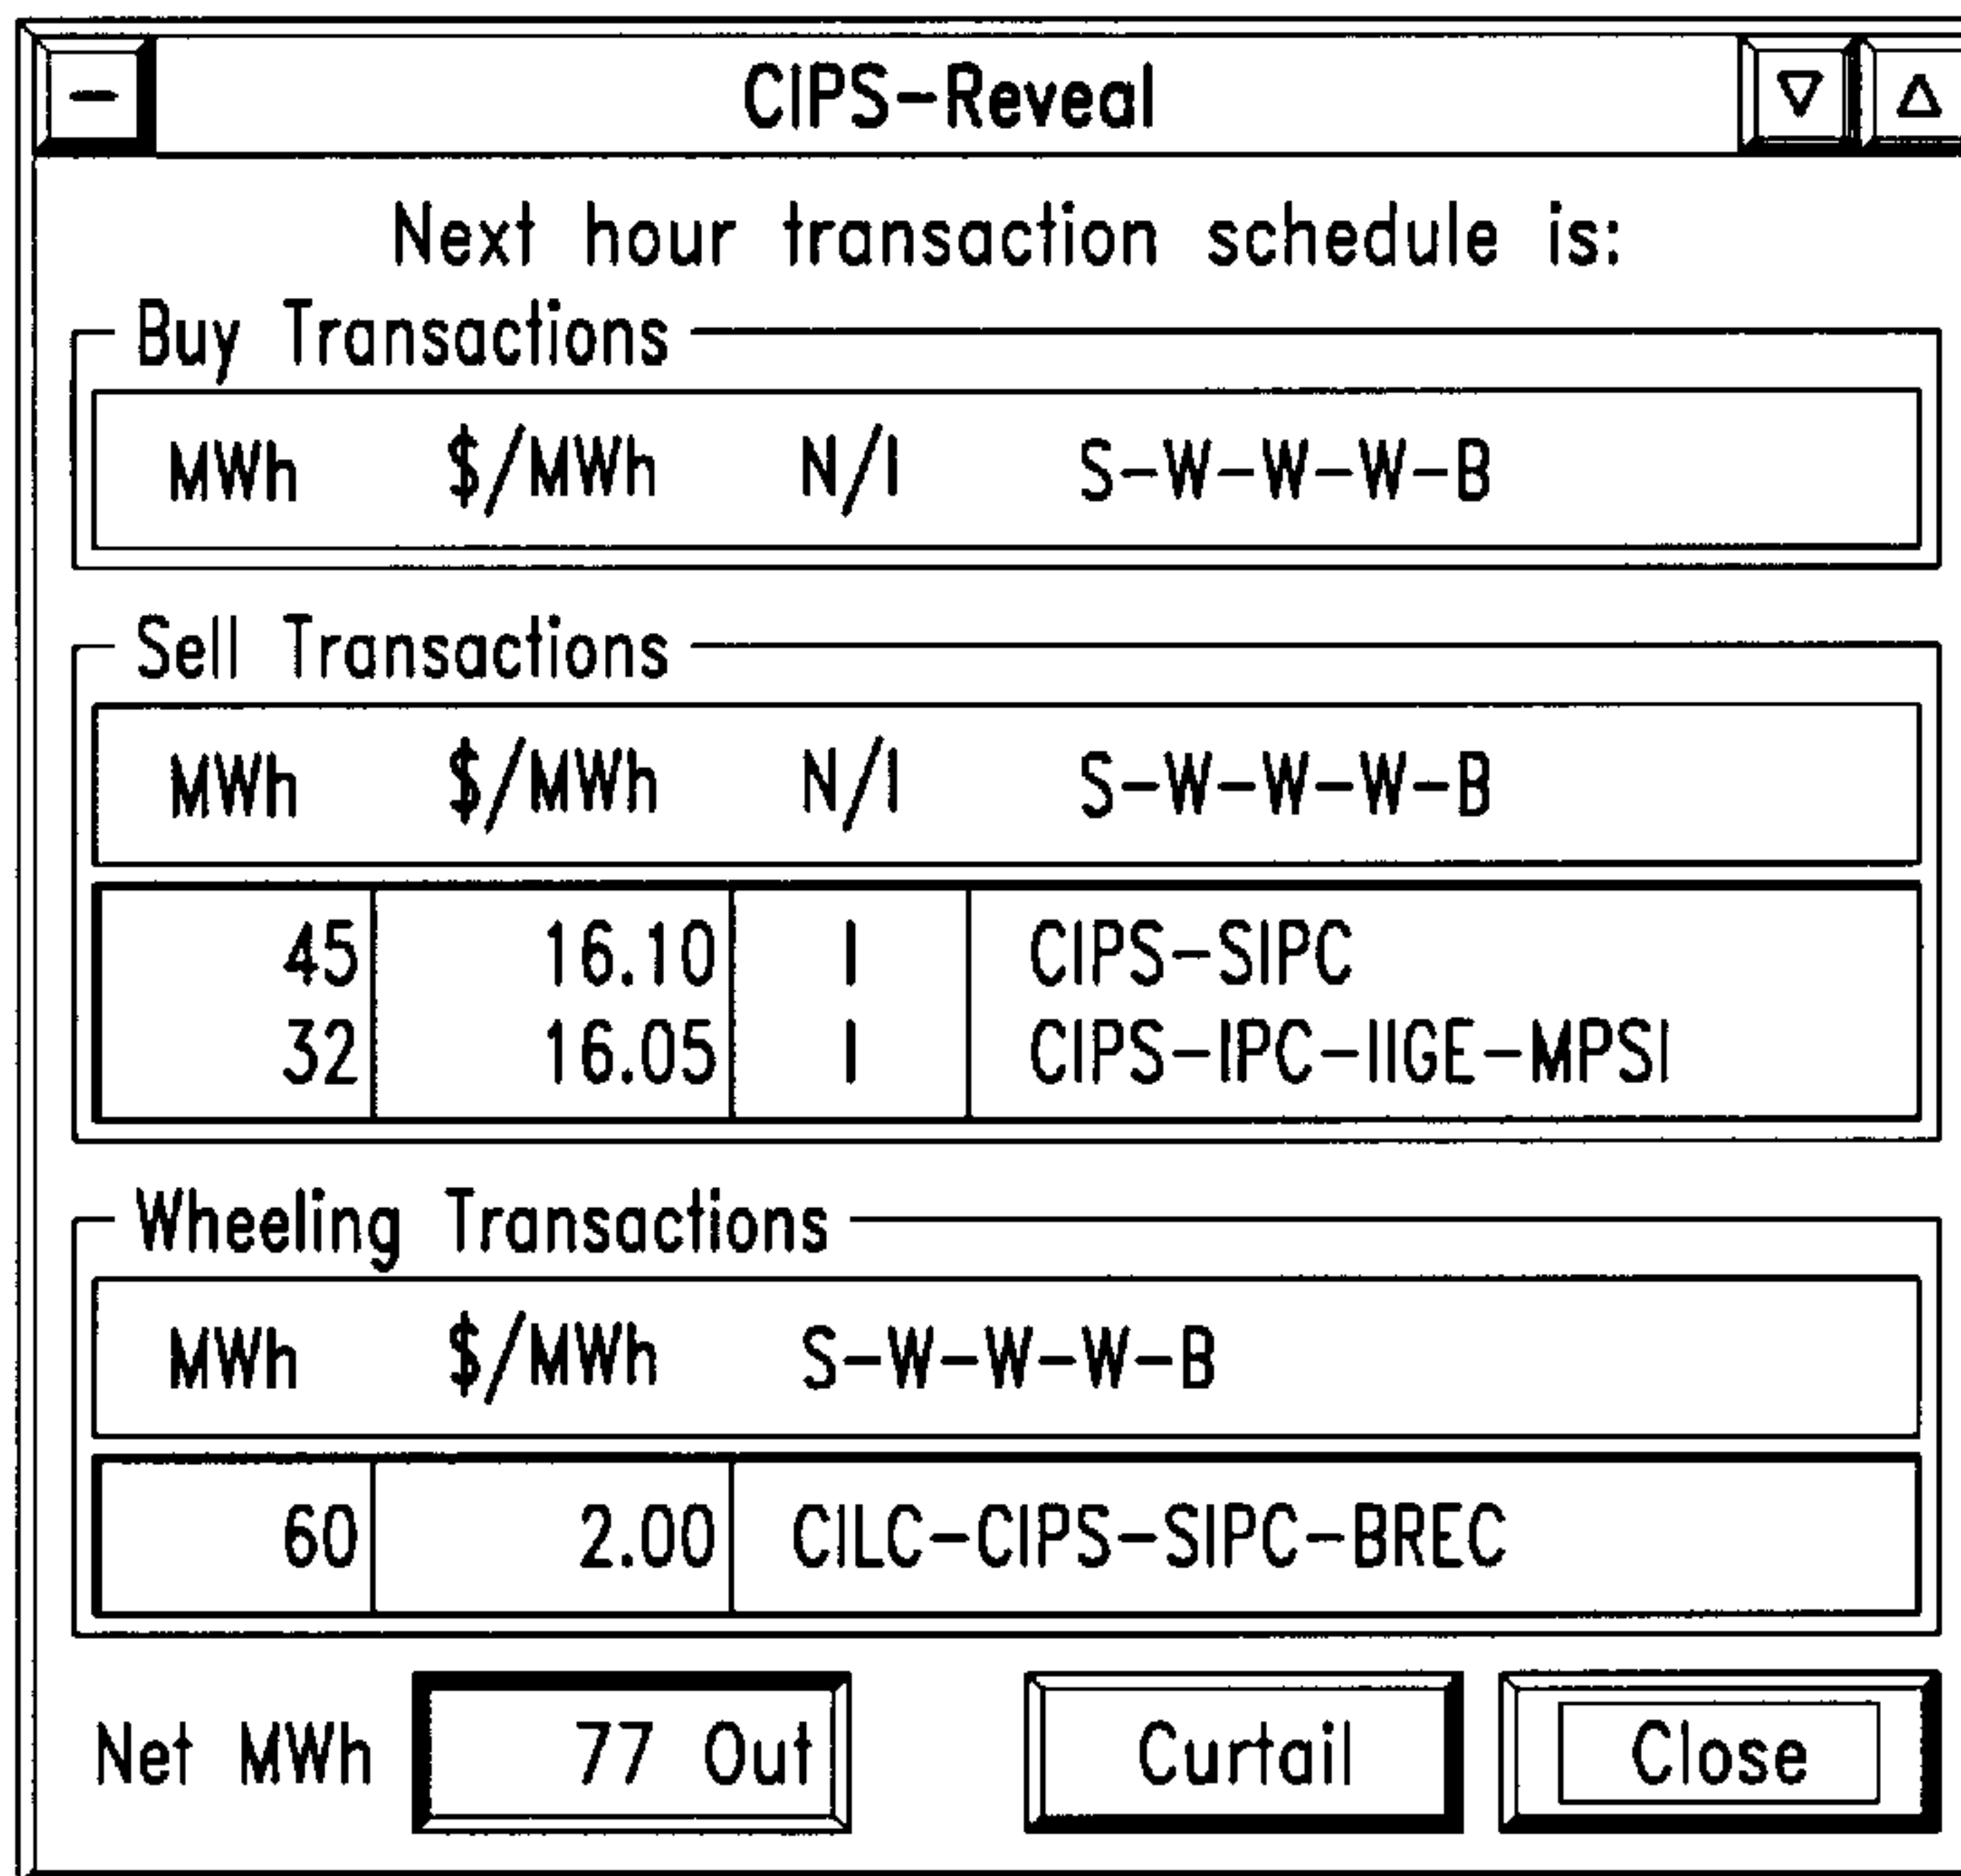 CIPS-Reveal
Next hour transaction schedule is:
Buy Transactions
MWh $/MWh N/I S-W-W-W-B
Sell Transactions
MWh $/MWh N/I S-W-W-W-B
45 16.10 I CIPS-SIPC
32 16.05 I CIPS-IPC-IIGE-MPSI
Wheeling Transactions
MWh $/MWh S-W-W-W-B
60 2.00 CILC-CIPS-SIPC-BREC
Net MWh 77 Out Curtail Close